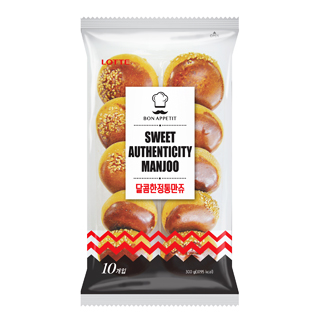 LOTTE
BON APPETIT
SWEET
AUTHENTICITY
MANJOO
달콤한정통만쥬
10개입